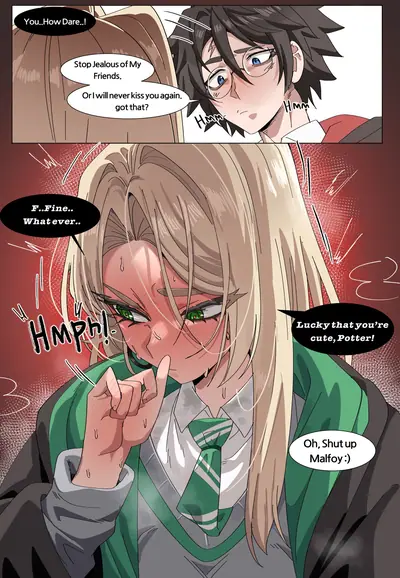 You..How Dare..!
Stop Jealous of My
Friends,
Or I will never kiss you again,
got that?
Hmm
Hmm
F..Fine..
What ever..
Hmph!
Lucky that you're
cute, Potter!
Oh, Shut up
Malfoy :)